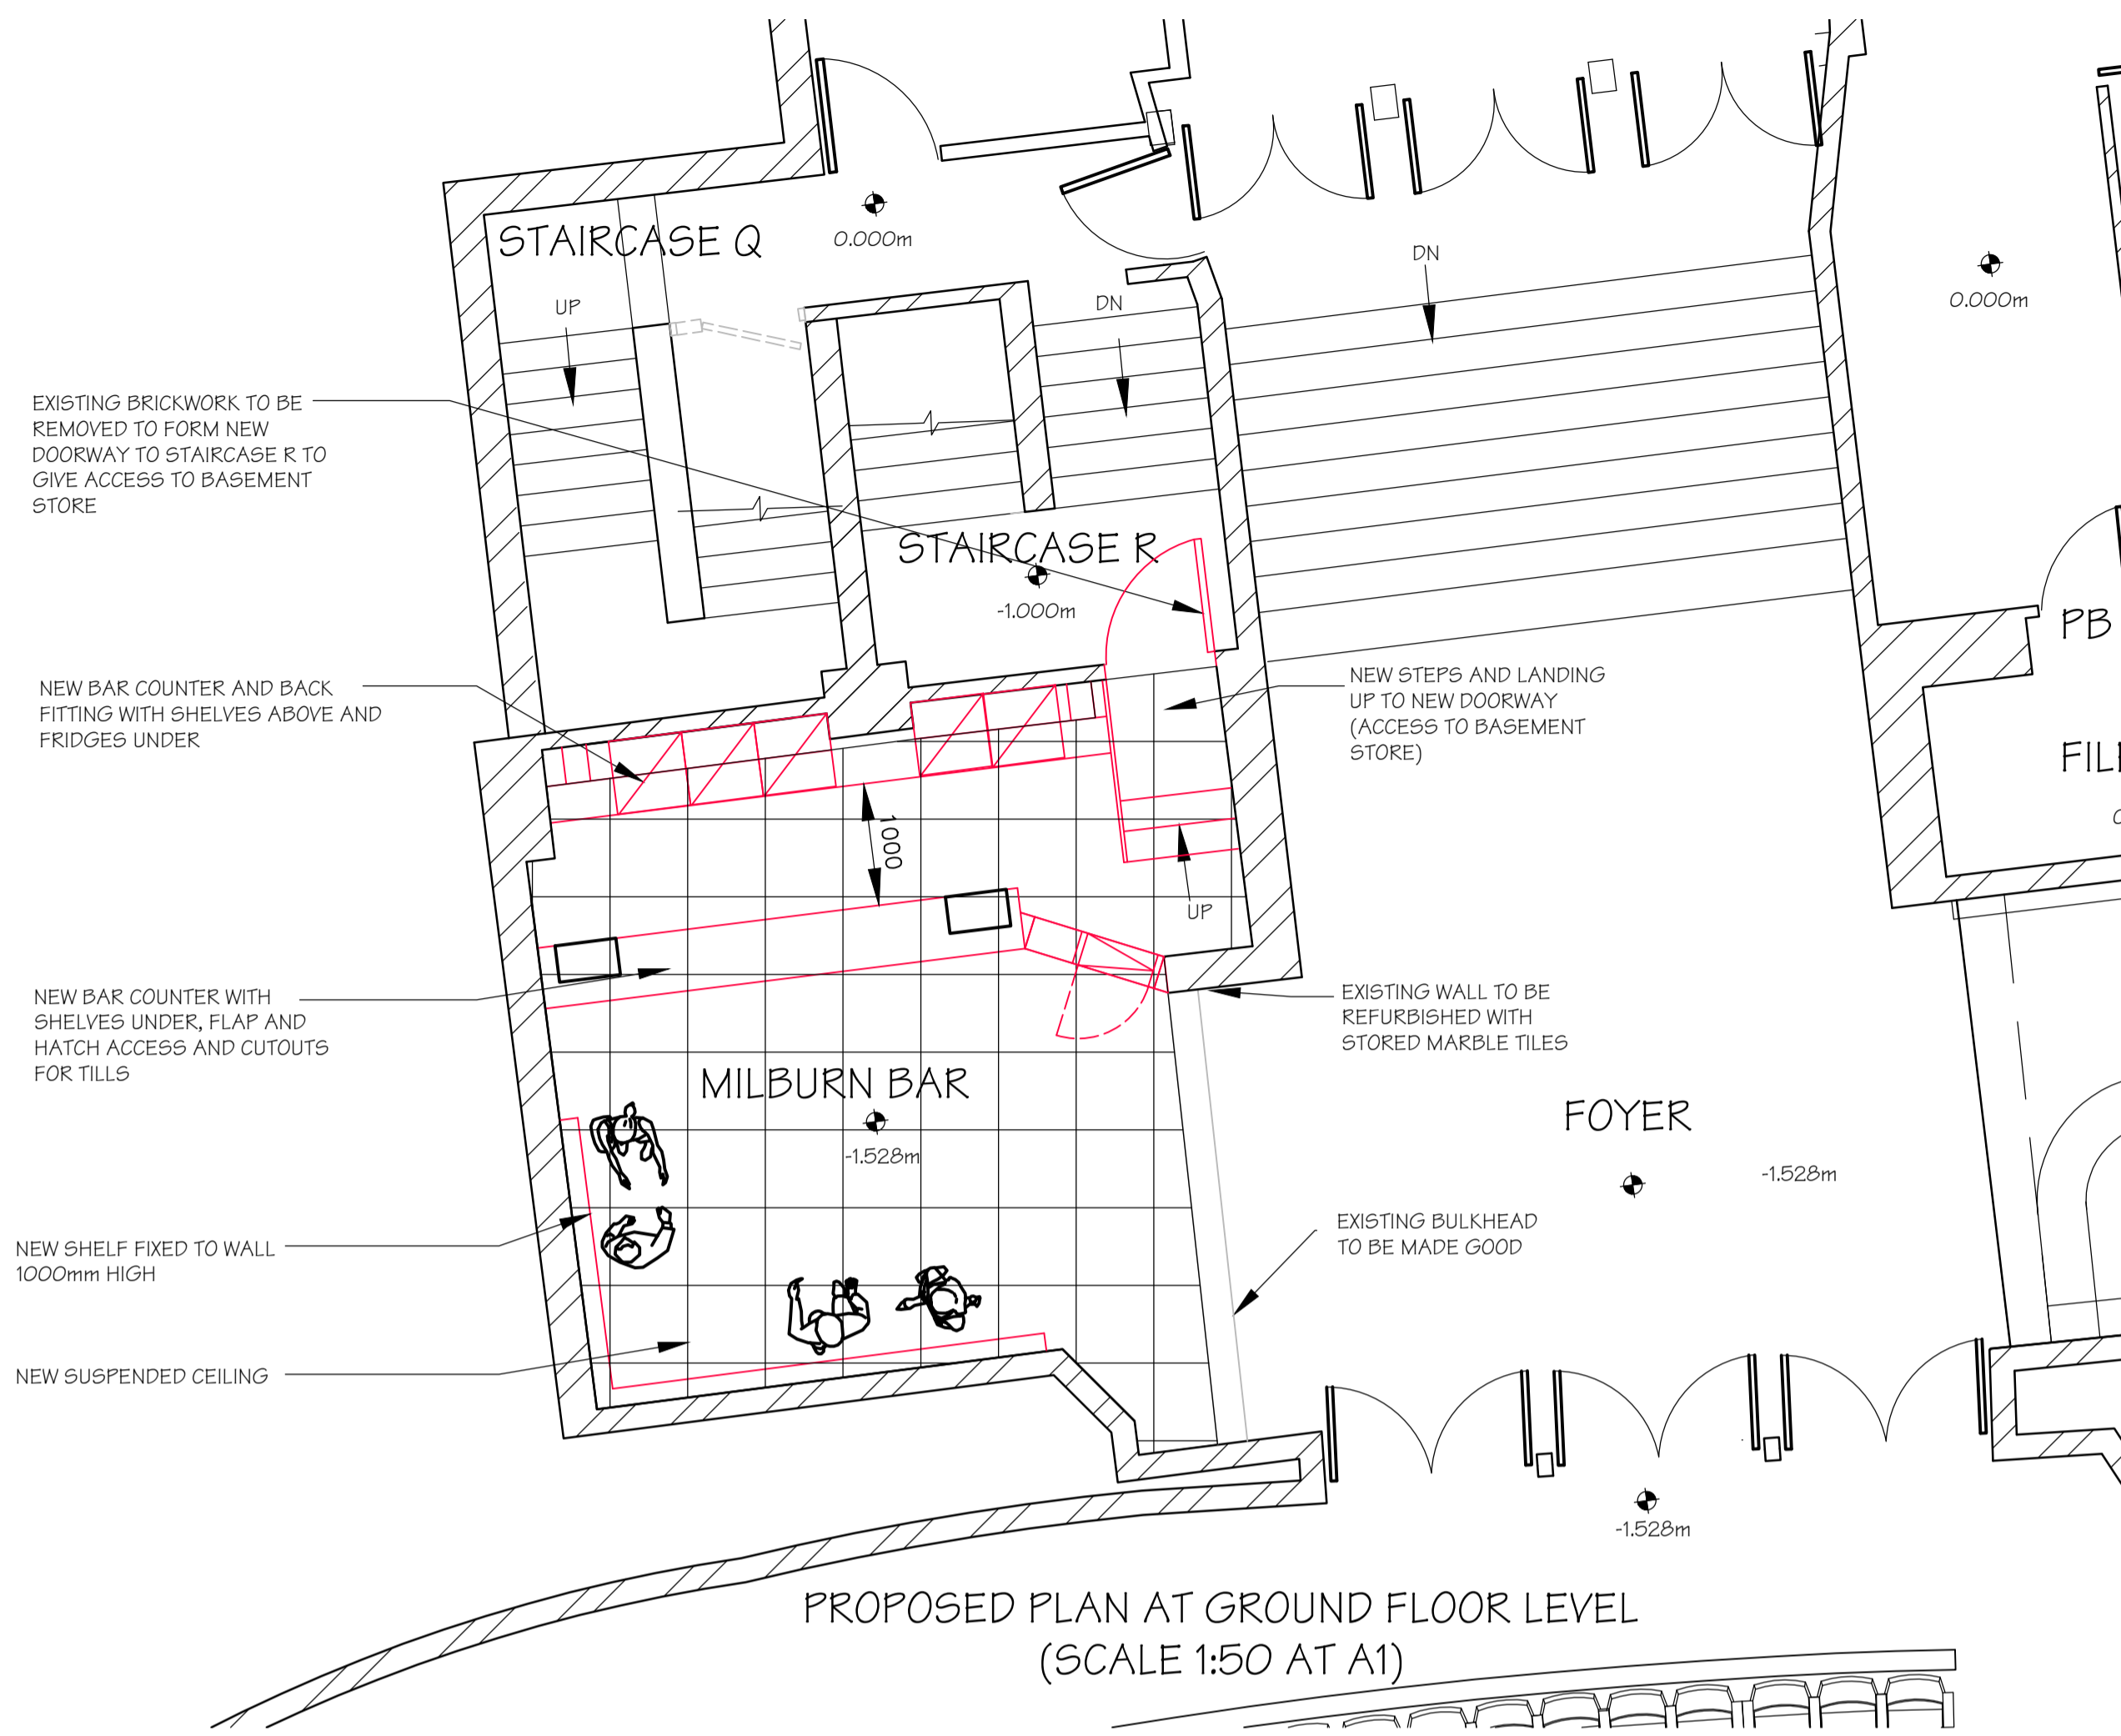 STAIRCASE Q
0.000m
UP
DN
DN
0.000m
EXISTING BRICKWORK TO BE
REMOVED TO FORM NEW
DOORWAY TO STAIRCASE R TO
GIVE ACCESS TO BASEMENT
STORE
STAIRCASE R
-1.000m
PB
NEW BAR COUNTER AND BACK
FITTING WITH SHELVES ABOVE AND
FRIDGES UNDER
NEW STEPS AND LANDING
UP TO NEW DOORWAY
(ACCESS TO BASEMENT
STORE)
1000
UP
NEW BAR COUNTER WITH
SHELVES UNDER, FLAP AND
HATCH ACCESS AND CUTOUTS
FOR TILLS
EXISTING WALL TO BE
REFURBISHED WITH
STORED MARBLE TILES
MILBURN BAR
-1.528m
FOYER
-1.528m
NEW SHELF FIXED TO WALL
1000mm HIGH
EXISTING BULKHEAD
TO BE MADE GOOD
NEW SUSPENDED CEILING
-1.528m
PROPOSED PLAN AT GROUND FLOOR LEVEL
(SCALE 1:50 AT A1)